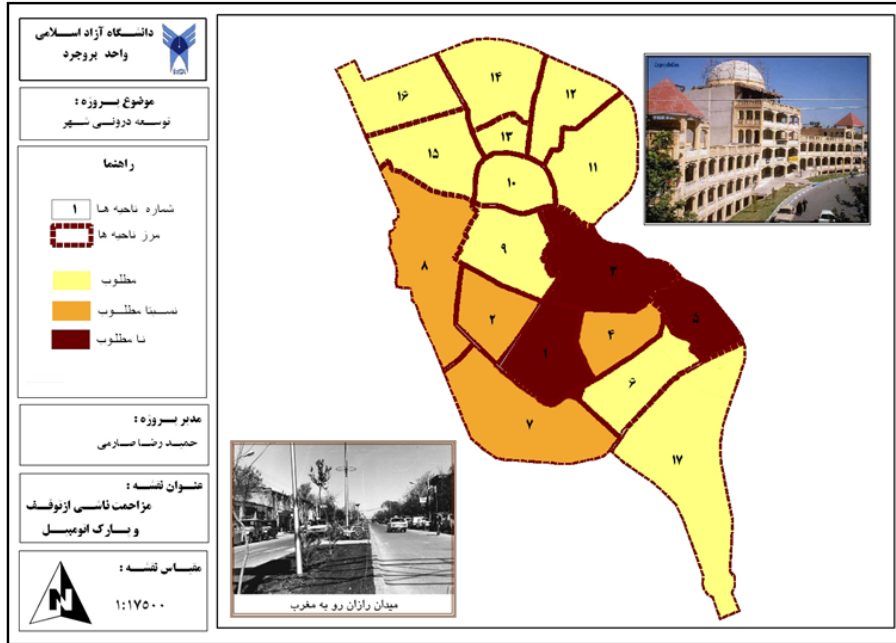 دانشگاه آزاد اسلامی
واحد بروجرد
موضوع پروژه :
توسعه درونی شهر
راهنما
۱ شماره ناحیه ها
مرز ناحیه ها
مطلوب
نسبتا مطلوب
نا مطلوب
مدیر پروژه :
حمید رضا صارمی
عنوان نقشه :
مزاحمت ناشی از توقف
و پارک اتومبیل
مقیاس نقشه :
۱:۱۷۵۰۰
N
۱۶
۱۴
۱۲
۱۳
۱۵
۱۱
۱۰
۹
۳
۸
۲
۵
۴
۱
۶
۷
۱۷
میدان رازان رو به مغرب